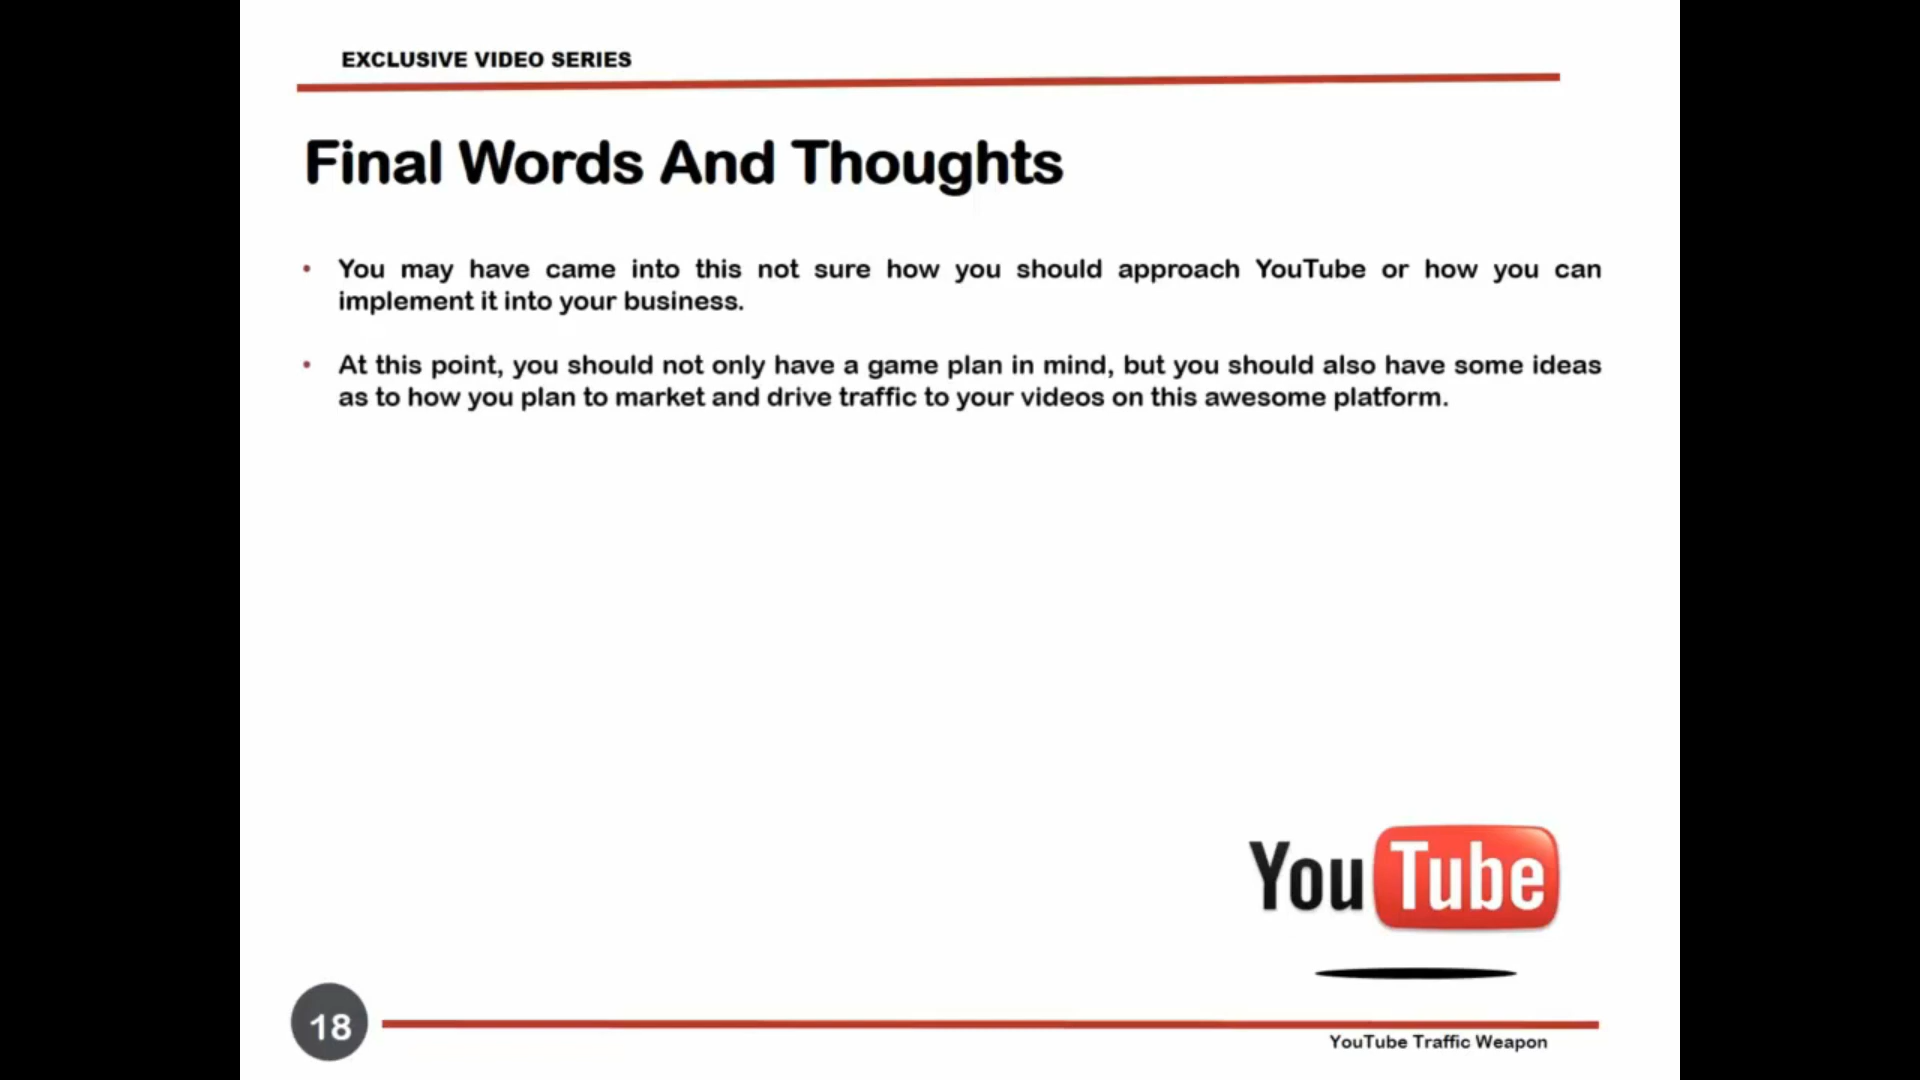 EXCLUSIVE VIDEO SERIES
Final Words And Thoughts
• You may have came into this not sure how you should approach YouTube or how you can
implement it into your business.
• At this point, you should not only have a game plan in mind, but you should also have some ideas
as to how you plan to market and drive traffic to your videos on this awesome platform.
YouTube
18
YouTube Traffic Weapon